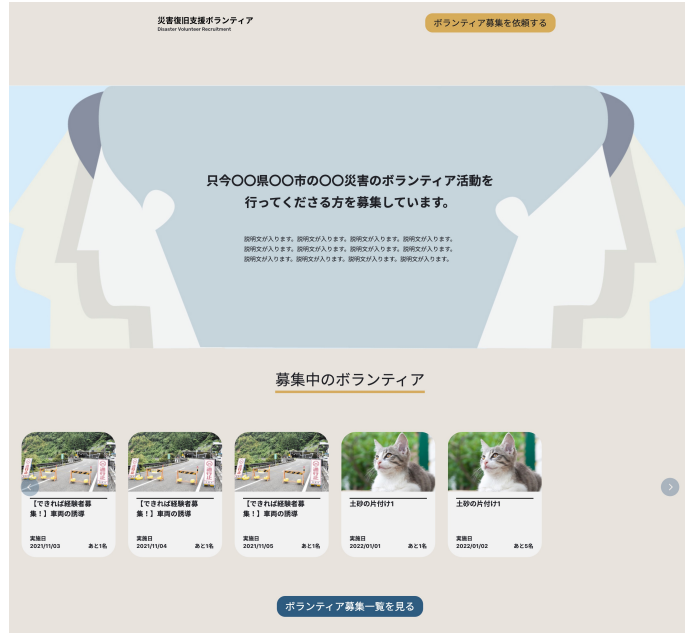 災害復旧支援ボランティア
Disaster Volunteer Recruitment
ボランティア募集を依頼する
只今〇〇県〇〇市の〇〇災害のボランティア活動を
行ってくださる方を募集しています。
説明文が入ります。説明文が入ります。説明文が入ります。説明文が入ります。
説明文が入ります。説明文が入ります。説明文が入ります。説明文が入ります。
説明文が入ります。説明文が入ります。説明文が入ります。説明文が入ります。
募集中のボランティア
【できれば経験者募
集！】車両の誘導
実施日
2021/11/03 あと1名
【できれば経験者募
集！】車両の誘導
実施日
2021/11/04 あと1名
【できれば経験者募
集！】車両の誘導
実施日
2021/11/05 あと1名
土砂の片付け1
実施日
2022/01/01 あと1名
土砂の片付け1
実施日
2022/01/02 あと5名
ボランティア募集一覧を見る